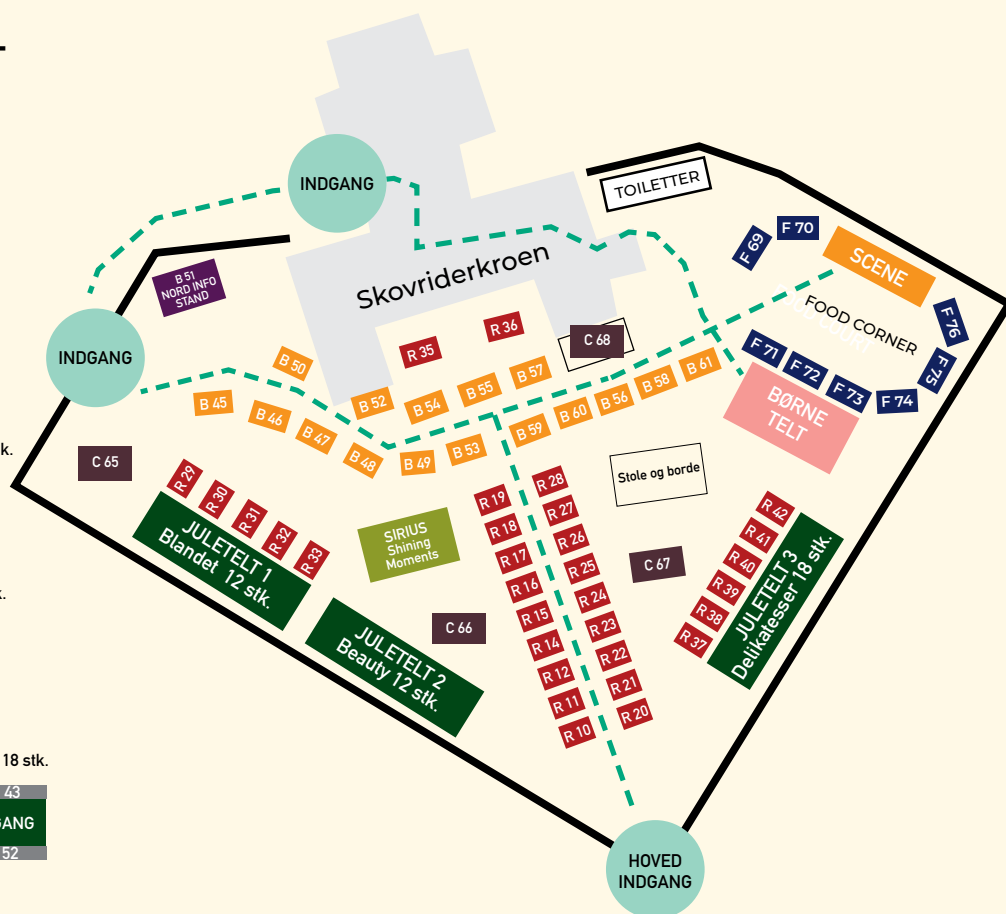 INDGANG
TOILETTER
F 69
F 70
SCENE
FOOD CORNER
F 76
F 75
F 74
F 73
F 72
F 71
BØRNE
TELT
B 51
NORD INFO
STAND
Skovriderkroen
INDGANG
R 35
R 36
C 68
B 50
B 52
B 54
B 55
B 57
B 45
B 46
B 47
B 48
B 49
B 53
B 59
B 60
B 56
B 58
B 61
k.
C 65
R 29
R 30
R 31
R 32
R 33
JULETELT 1
Blandet 12 stk.
SIRIUS
Shining
Moments
Stole og borde
R 19
R 18
R 17
R 16
R 15
R 14
R 12
R 11
R 10
R 28
R 27
R 26
R 25
R 24
R 23
R 22
R 21
R 20
C 67
R 42
R 41
R 40
R 39
R 38
R 37
JULETELT 3
Delikatesser 18 stk.
k.
C 66
JULETELT 2
Beauty 12 stk.
18 stk.
43
GANG
52
HOVED
INDGANG